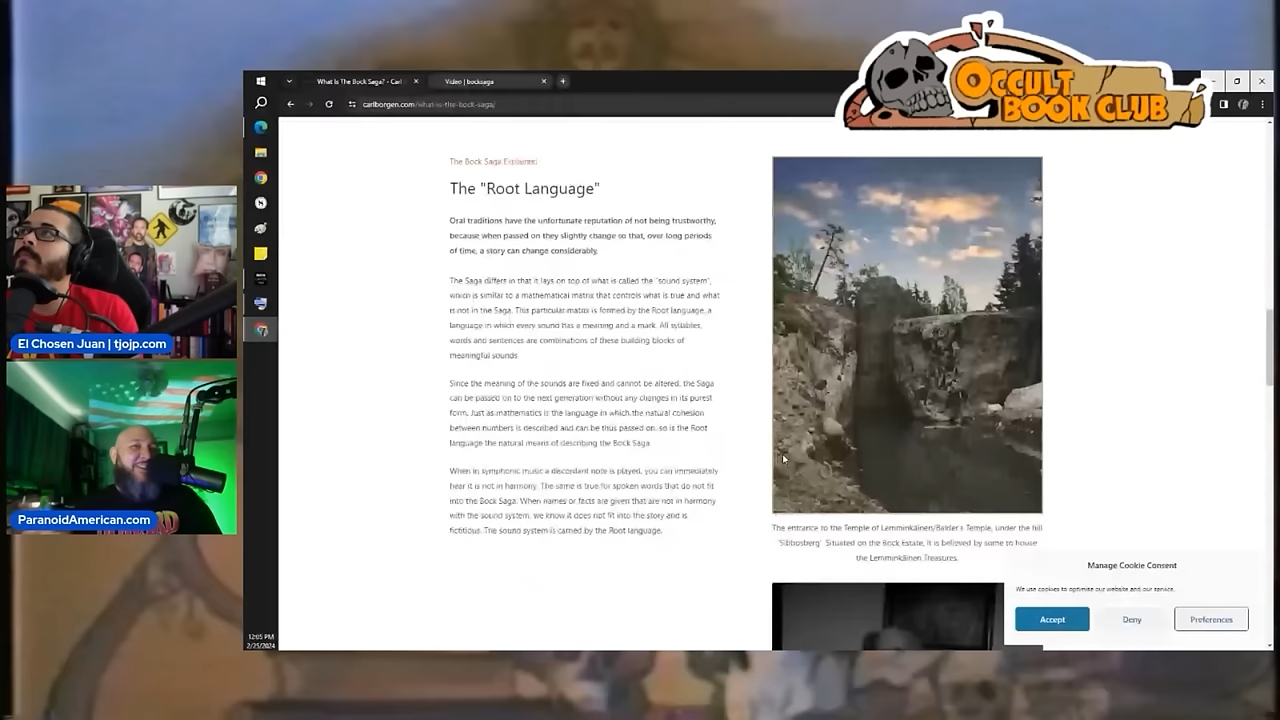 OCCULT
BOOK CLUB
What Is The Bock Saga? - Carl
Video | bocksaga
carlborgen.com/what-is-the-bock-saga/
The Bock Saga Explained
The "Root Language"
Oral traditions have the unfortunate reputation of not being trustworthy,
because when passed on they slightly change so that, over long periods
of time, a story can change considerably.
The Saga differs in that it lays on top of what is called the "sound system",
which is similar to a mathematical matrix that controls what is true and what
is not in the Saga. This particular matrix is formed by the Root language, a
language in which every sound has a meaning and a mark. All syllables,
words and sentences are combinations of these building blocks of
meaningful sounds.
Since the meaning of the sounds are fixed and cannot be altered, the Saga
can be passed on to the next generation without any changes in its purest
form. Just as mathematics is the language in which the natural cohesion
between numbers is described and can be thus passed on, so is the Root
language the natural means of describing the Bock Saga.
When in symphonic music a discordant note is played, you can immediately
hear it is not in harmony. The same is true for spoken words that do not fit
into the Bock Saga. When names or facts are given that are not in harmony
with the sound system, we know it does not fit into the story and is
fictitious. The sound system is carried by the Root language.
The entrance to the Temple of Lemminkäinen/Balder's Temple, under the hill
'Sibbosberg'. Situated on the Bock Estate, it is believed by some to house
the Lemminkäinen Treasures.
Manage Cookie Consent
We use cookies to optimise our website and our service.
Accept
Deny
Preferences
El Chosen Juan | tjojp.com
ParanoidAmerican.com
12:05 PM
2/25/2024